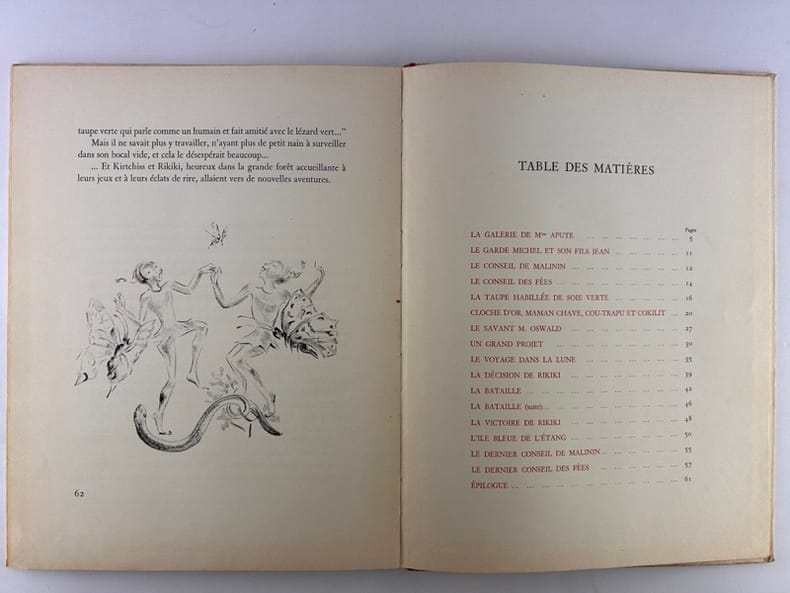 taupe verte qui parle comme un humain et fait amitié avec le lézard vert..."
Mais il ne savait plus y travailler, n'ayant plus de petit nain à surveiller
dans son bocal vide, et cela le désespérait beaucoup...
... Et Kirtchiss et Rikiki, heureux dans la grande forêt accueillante à
leurs jeux et à leurs éclats de rire, allaient vers de nouvelles aventures.
62
TABLE DES MATIÈRES
Pages
LA GALERIE DE Mme APUTE ... 5
LE GARDE MICHEL ET SON FILS JEAN ... 11
LE CONSEIL DE MALININ ... 12
LE CONSEIL DES FÉES ... 14
LA TAUPE HABILLÉE DE SOIE VERTE ... 16
CLOCHE D'OR, MAMAN CHAVE, COU-TRAPU ET COKILIT ... 20
LE SAVANT M. OSWALD ... 27
UN GRAND PROJET ... 30
LE VOYAGE DANS LA LUNE ... 35
LA DÉCISION DE RIKIKI ... 39
LA BATAILLE ... 42
LA BATAILLE (suite) ... 46
LA VICTOIRE DE RIKIKI ... 48
L'ILE BLEUE DE L'ÉTANG ... 50
LE DERNIER CONSEIL DE MALININ ... 55
LE DERNIER CONSEIL DES FÉES ... 57
ÉPILOGUE ... 61